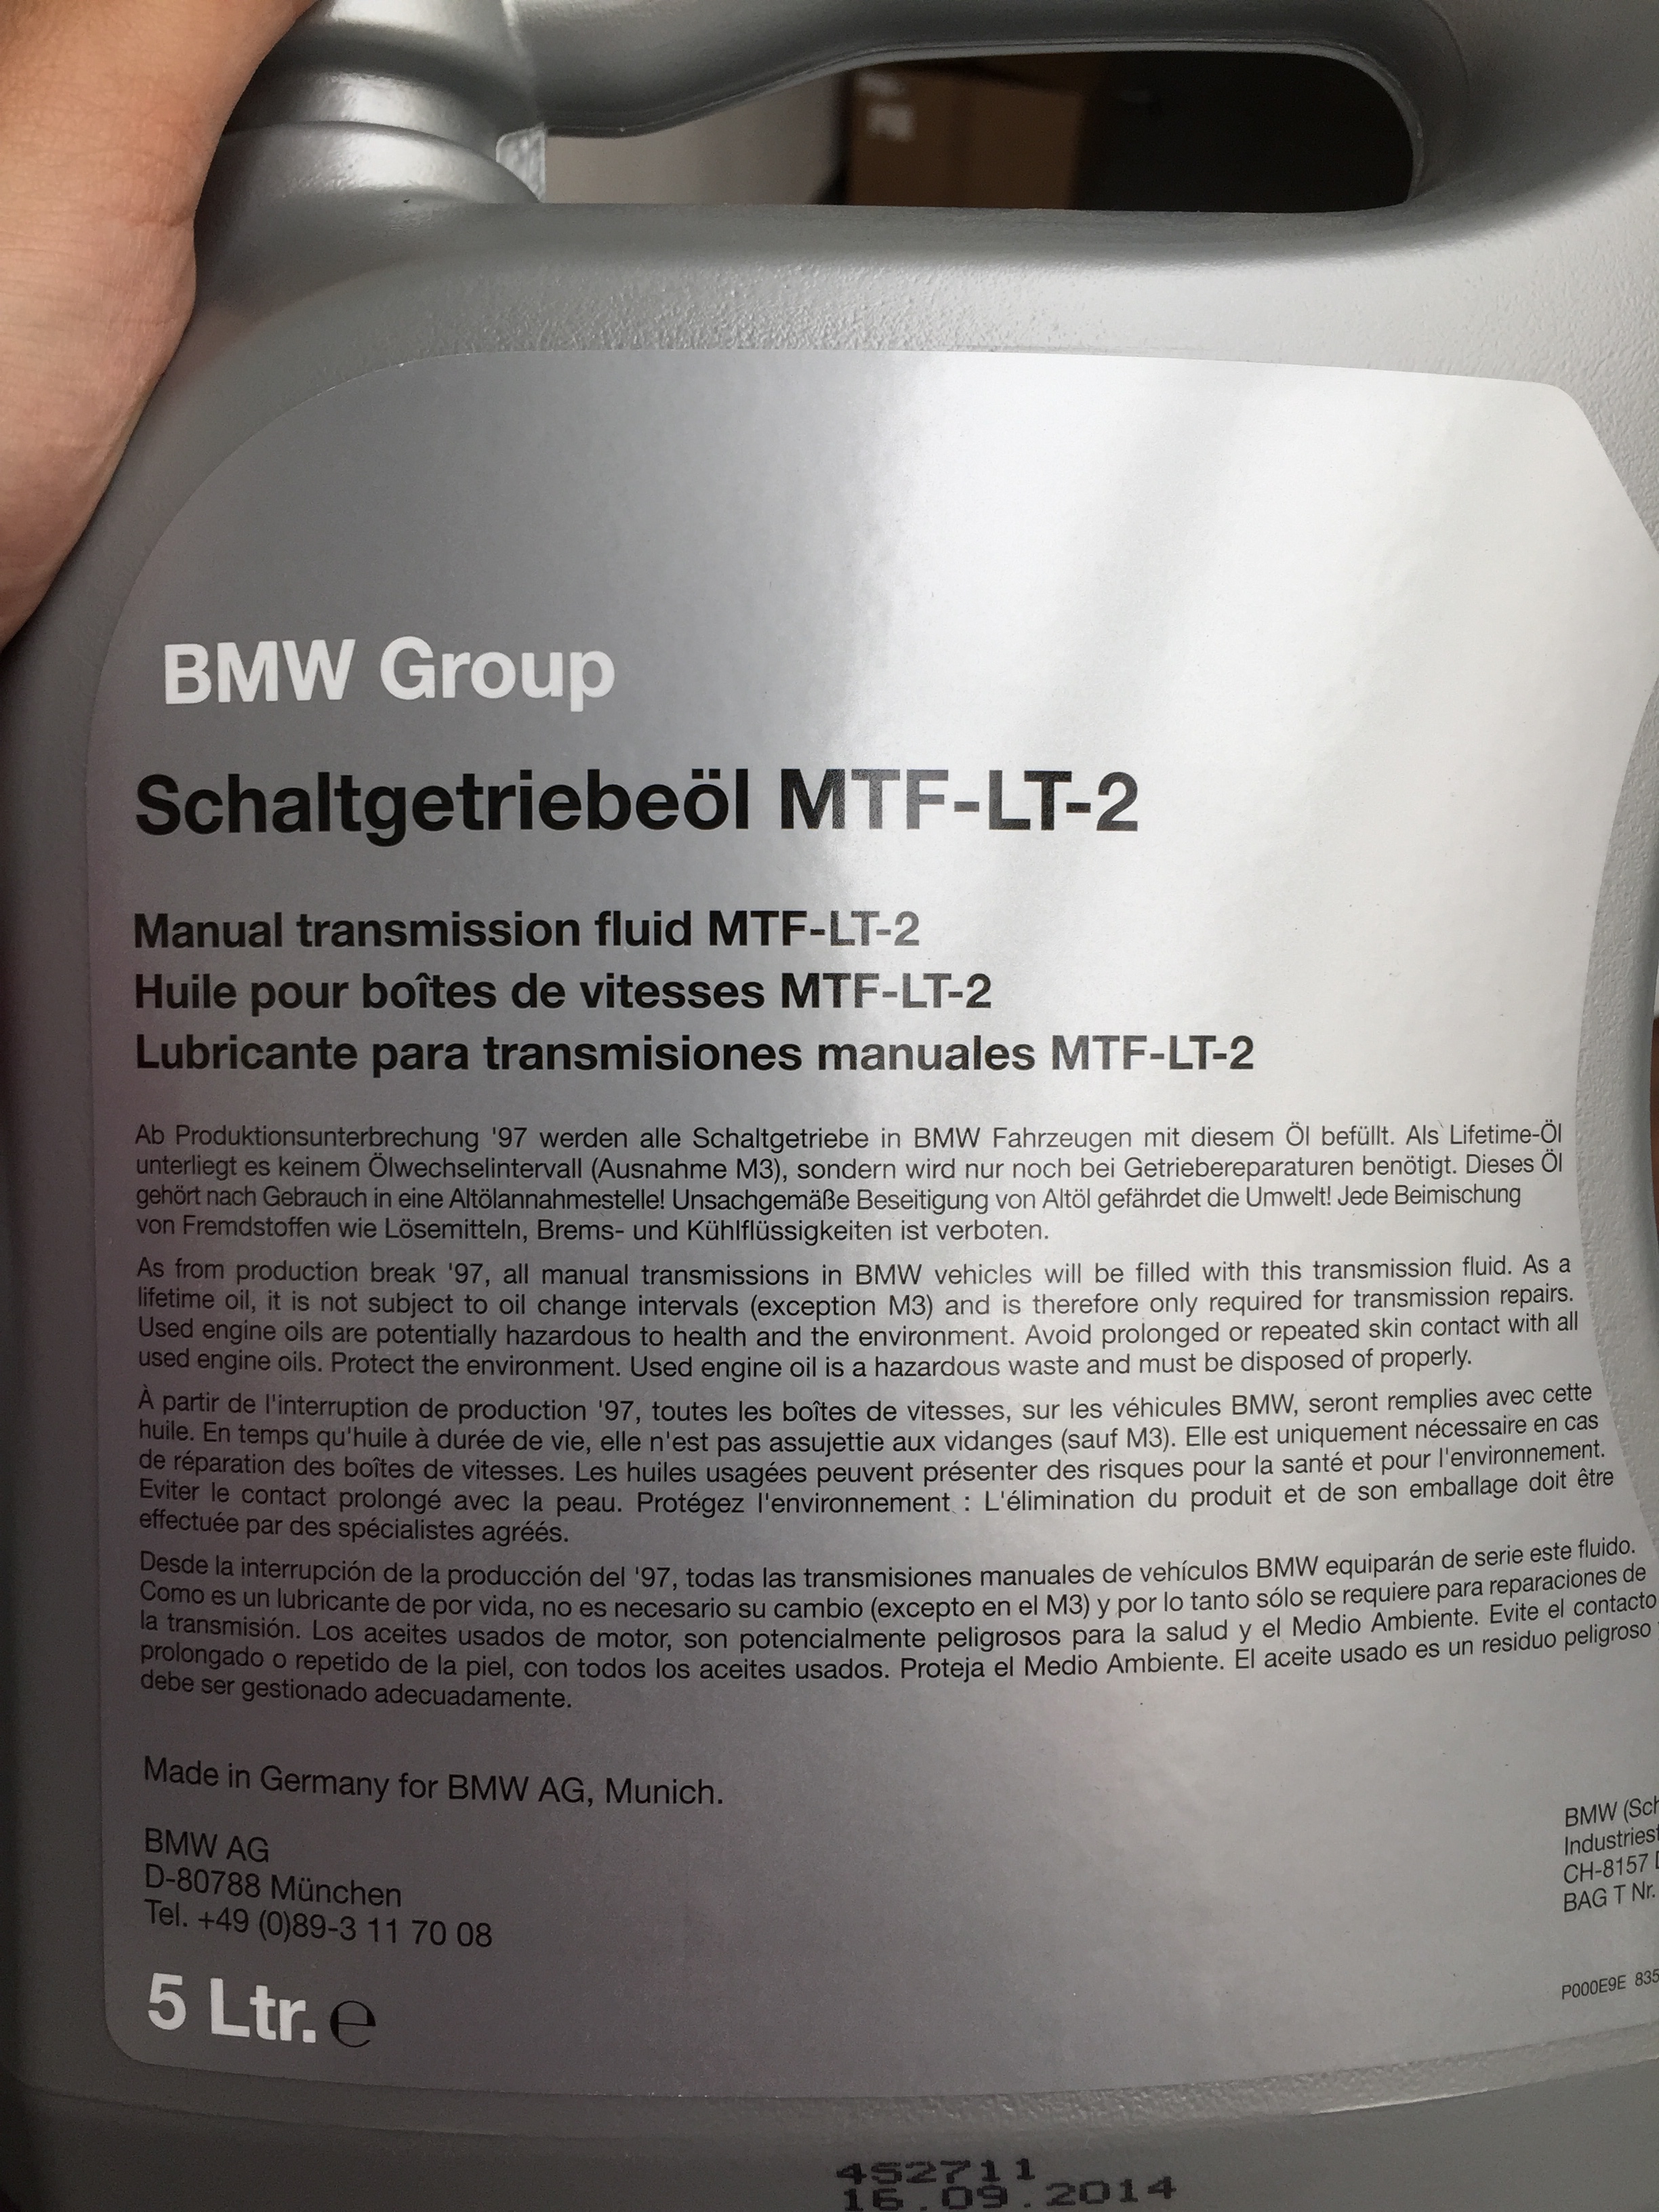 BMW Group
Schaltgetriebeöl MTF-LT-2
Manual transmission fluid MTF-LT-2
Huile pour boîtes de vitesses MTF-LT-2
Lubricante para transmisiones manuales MTF-LT-2
Ab Produktionsunterbrechung '97 werden alle Schaltgetriebe in BMW Fahrzeugen mit diesem Öl befüllt. Als Lifetime-Öl
unterliegt es keinem Ölwechselintervall (Ausnahme M3), sondern wird nur noch bei Getriebereparaturen benötigt. Dieses Öl
gehört nach Gebrauch in eine Altölannahmestelle! Unsachgemäße Beseitigung von Altöl gefährdet die Umwelt! Jede Beimischung
von Fremdstoffen wie Lösemitteln, Brems- und Kühlflüssigkeiten ist verboten.
As from production break '97, all manual transmissions in BMW vehicles will be filled with this transmission fluid. As a
lifetime oil, it is not subject to oil change intervals (exception M3) and is therefore only required for transmission repairs.
Used engine oils are potentially hazardous to health and the environment. Avoid prolonged or repeated skin contact with all
used engine oils. Protect the environment. Used engine oil is a hazardous waste and must be disposed of properly.
À partir de l'interruption de production '97, toutes les boîtes de vitesses, sur les véhicules BMW, seront remplies avec cette
huile. En temps qu'huile à durée de vie, elle n'est pas assujettie aux vidanges (sauf M3). Elle est uniquement nécessaire en cas
de réparation des boîtes de vitesses. Les huiles usagées peuvent présenter des risques pour la santé et pour l'environnement.
Eviter le contact prolongé avec la peau. Protégez l'environnement : L'élimination du produit et de son emballage doit être
effectuée par des spécialistes agréés.
Desde la interrupción de la producción del '97, todas las transmisiones manuales de vehículos BMW equiparán de serie este fluido.
Como es un lubricante de por vida, no es necesario su cambio (excepto en el M3) y por lo tanto sólo se requiere para reparaciones de
la transmisión. Los aceites usados de motor, son potencialmente peligrosos para la salud y el Medio Ambiente. Evite el contacto
prolongado o repetido de la piel, con todos los aceites usados. Proteja el Medio Ambiente. El aceite usado es un residuo peligroso
debe ser gestionado adecuadamente.
Made in Germany for BMW AG, Munich.
BMW AG
D-80788 München
Tel. +49 (0)89-3 11 70 08
5 Ltr. e
BMW (Sch
Industriest
CH-8157
BAG T Nr.
P000E9E 835
4S2711
16.09.2014